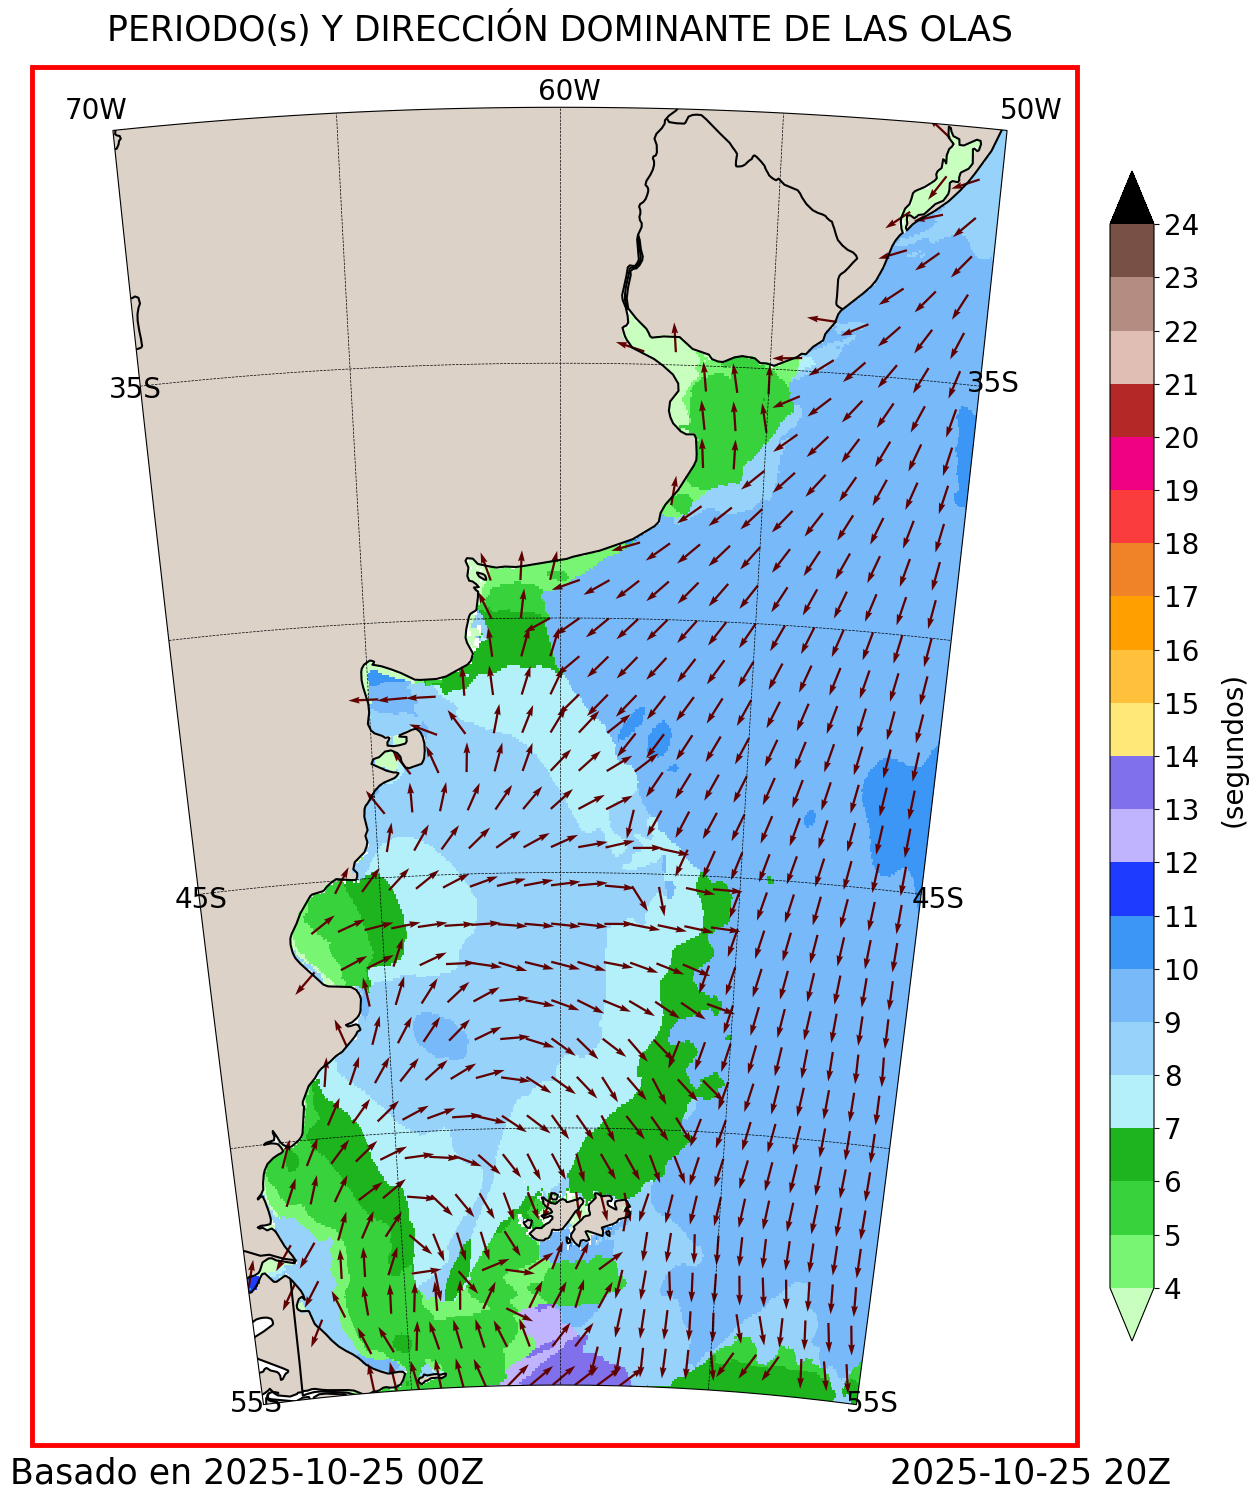 PERIODO(s) Y DIRECCIÓN DOMINANTE DE LAS OLAS
70W
60W
50W
35S
35S
45S
45S
55S
55S
24
23
22
21
20
19
18
17
16
15
14
13
12
11
10
9
8
7
6
5
4
(segundos)
Basado en 2025-10-25 00Z
2025-10-25 20Z